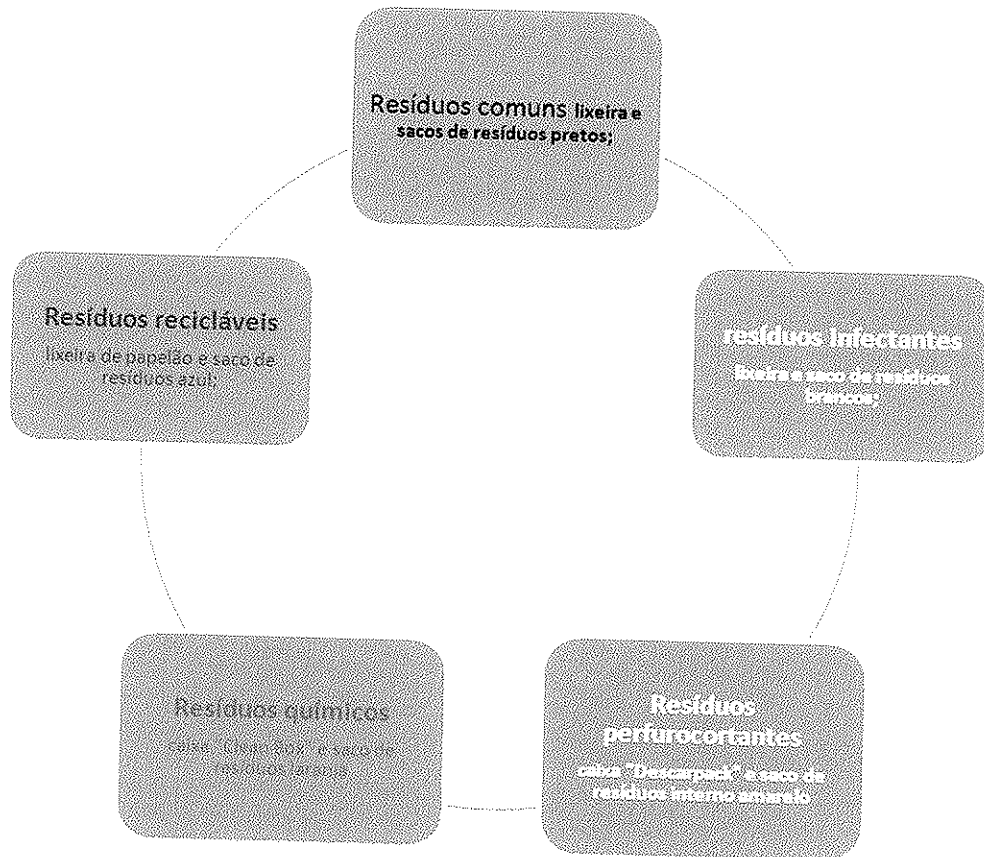 Resíduos comuns lixeira e
sacos de resíduos pretos;
resíduos infectantes
lixeira e saco de resíduos
brancos;
Resíduos
perfurocortantes
caixa "Descarpack" e saco de
resíduos interno amarelo
Resíduos químicos
caixa e saco de
resíduos
Resíduos recicláveis
lixeira de papelão e saco de
resíduos azul;